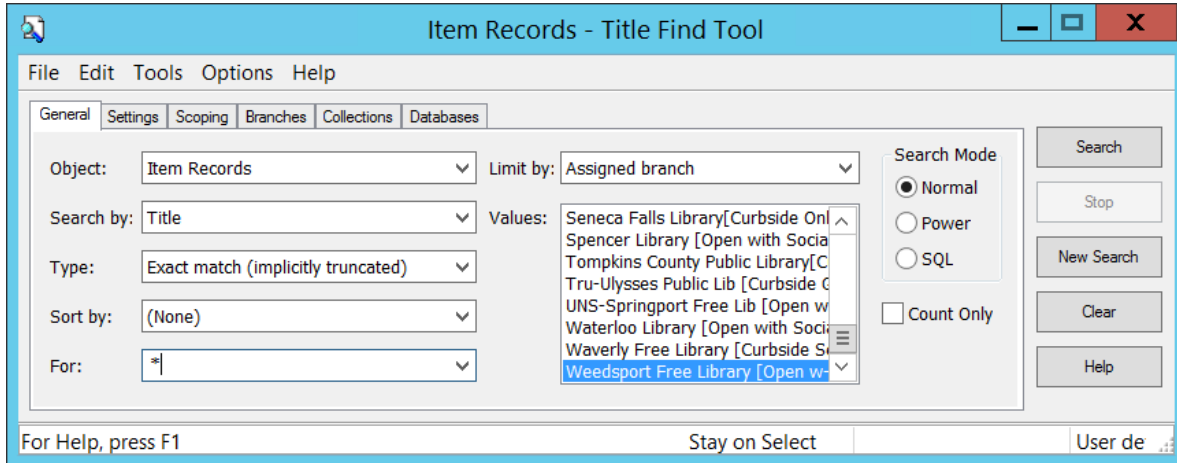 Item Records - Title Find Tool
File Edit Tools Options Help
General Settings Scoping Branches Collections Databases
Object: Item Records
Search by: Title
Type: Exact match (implicitly truncated)
Sort by: (None)
For: *
Limit by: Assigned branch
Values: Seneca Falls Library[Curbside Onl
Spencer Library [Open with Socia
Tompkins County Public Library[C
Tru-Ulysses Public Lib [Curbside
UNS-Springport Free Lib [Open w
Waterloo Library [Open with Soci
Waverly Free Library [Curbside S
Weedsport Free Library [Open w-
Search Mode
Normal
Power
SQL
Count Only
Search
Stop
New Search
Clear
Help
For Help, press F1 Stay on Select User de